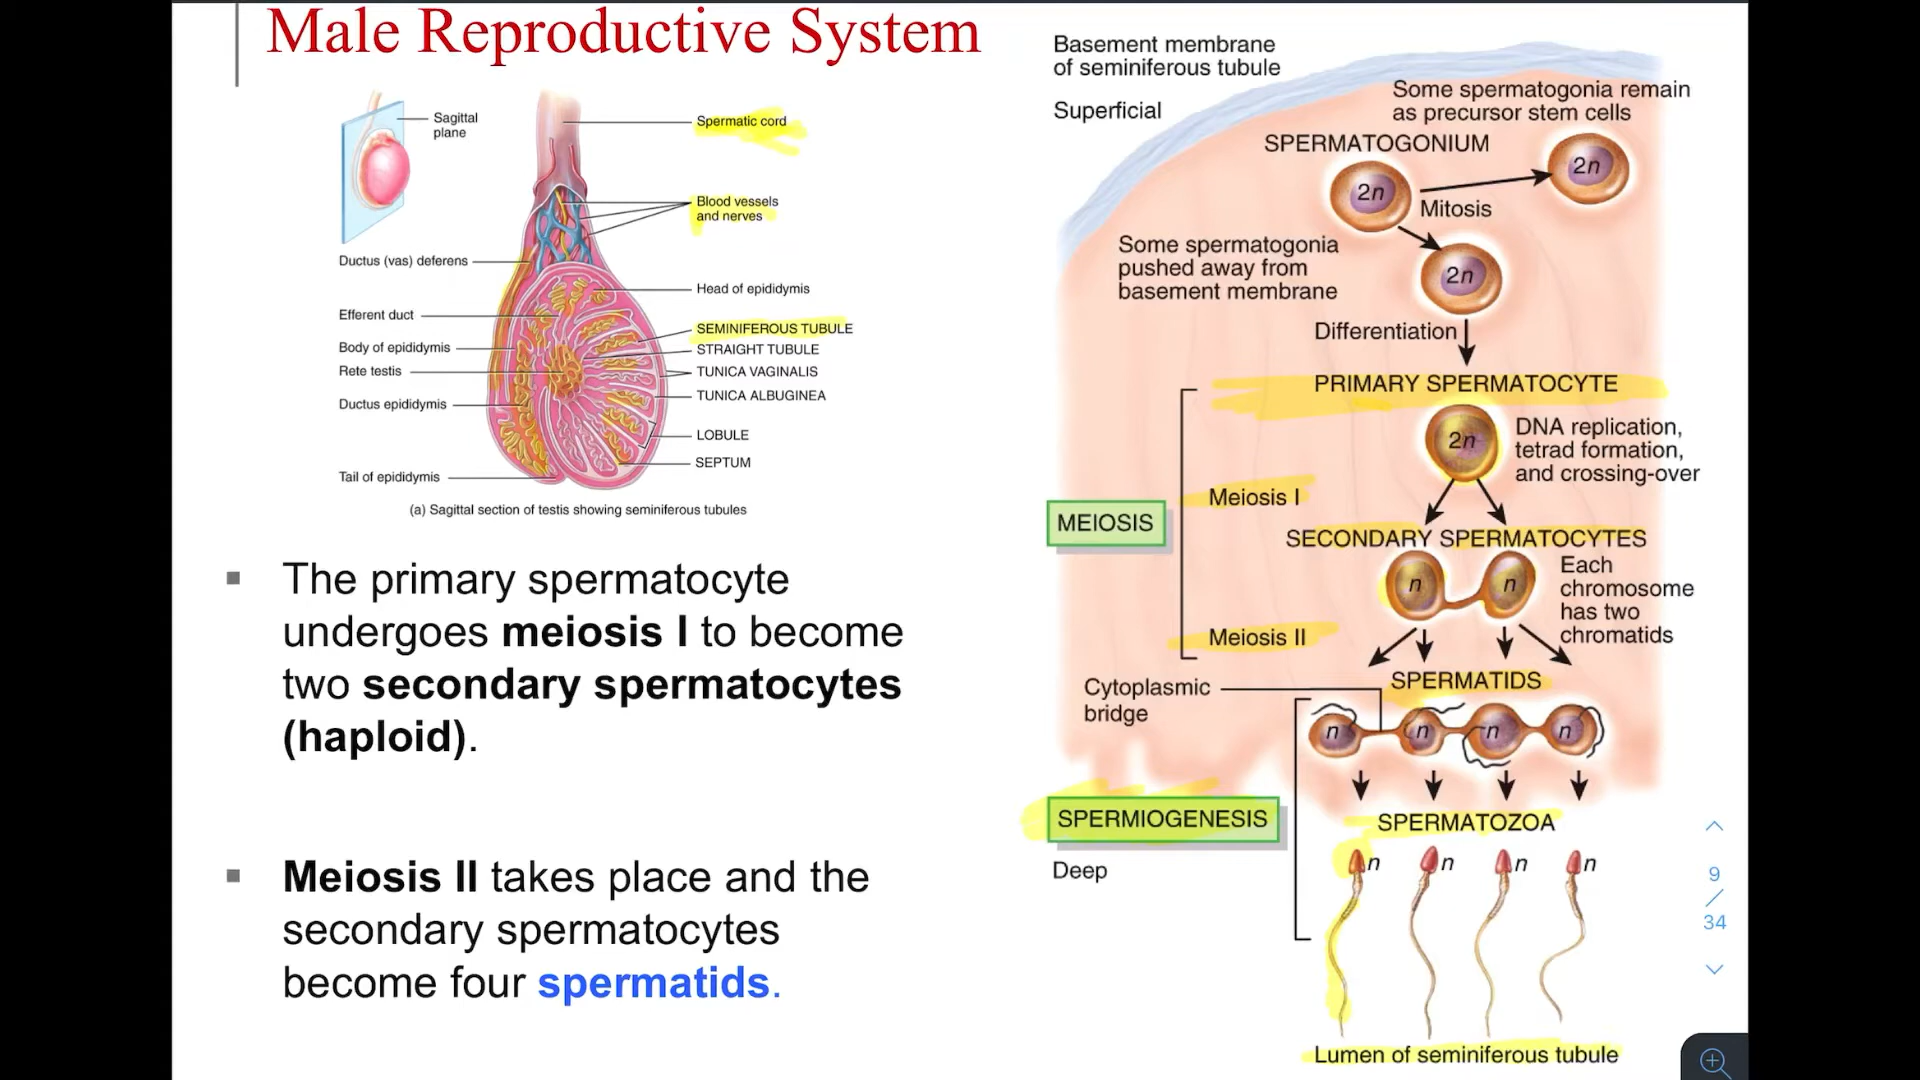 Male Reproductive System
Sagittal
plane
Spermatic cord
Blood vessels
and nerves
Ductus (vas) deferens
Head of epididymis
Efferent duct
SEMINIFEROUS TUBULE
Body of epididymis
STRAIGHT TUBULE
Rete testis
TUNICA VAGINALIS
Ductus epididymis
TUNICA ALBUGINEA
LOBULE
SEPTUM
Tail of epididymis
(a) Sagittal section of testis showing seminiferous tubules
▪ The primary spermatocyte
undergoes meiosis I to become
two secondary spermatocytes
(haploid).
▪ Meiosis II takes place and the
secondary spermatocytes
become four spermatids.
Basement membrane
of seminiferous tubule
Superficial
Some spermatogonia remain
as precursor stem cells
SPERMATOGONIUM
2n
2n
Mitosis
Some spermatogonia
pushed away from
basement membrane
2n
Differentiation
PRIMARY SPERMATOCYTE
2n
DNA replication,
tetrad formation,
and crossing-over
Meiosis I
MEIOSIS
SECONDARY SPERMATOCYTES
n
n
Each
chromosome
has two
chromatids
Meiosis II
SPERMATIDS
Cytoplasmic
bridge
n
n
n
n
SPERMIOGENESIS
SPERMATOZOA
Deep
n
n
n
n
Lumen of seminiferous tubule
9
/
34